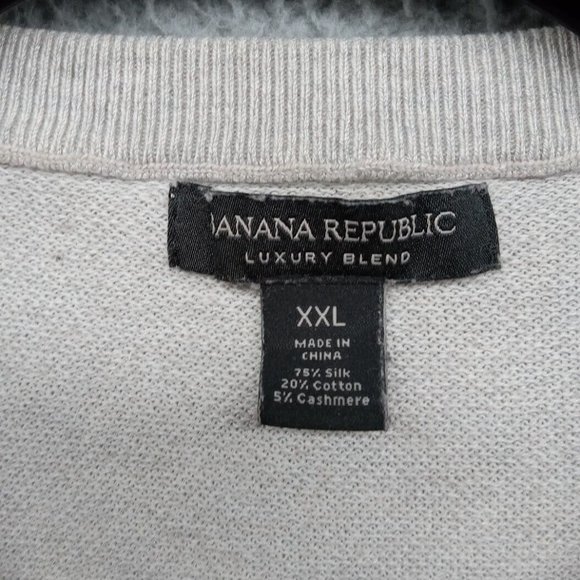 BANANA REPUBLIC
LUXURY BLEND
XXL
MADE IN
CHINA
75% Silk
20% Cotton
5% Cashmere